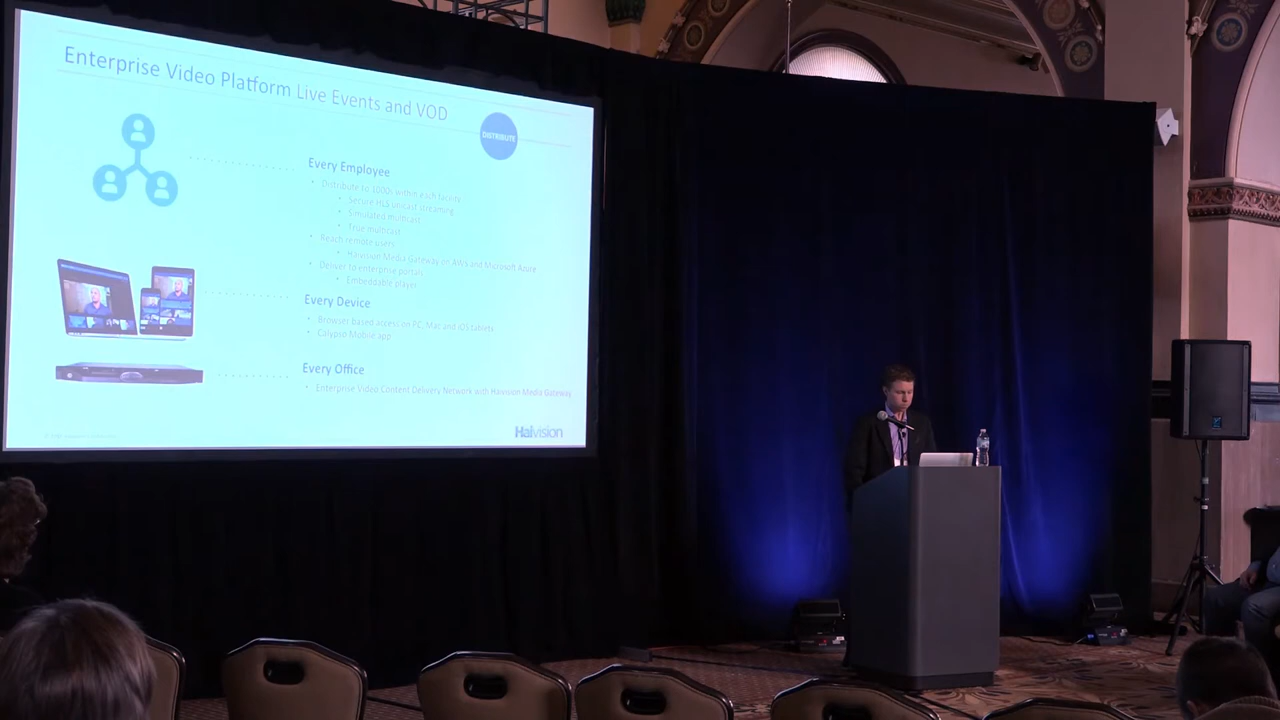 Enterprise Video Platform Live Events and VOD
DISTRIBUTE
Every Employee
• Distribute to 1000s within each facility
• Secure HLS unicast streaming
• Simulated multicast
• True multicast
• Reach remote users
• Haivision Media Gateway on AWS and Microsoft Azure
• Deliver to enterprise portals
• Embeddable player
Every Device
• Browser based access on PC, Mac and iOS tablets
• Calypso Mobile app
Every Office
• Enterprise Video Content Delivery Network with Haivision Media Gateway
Haivision